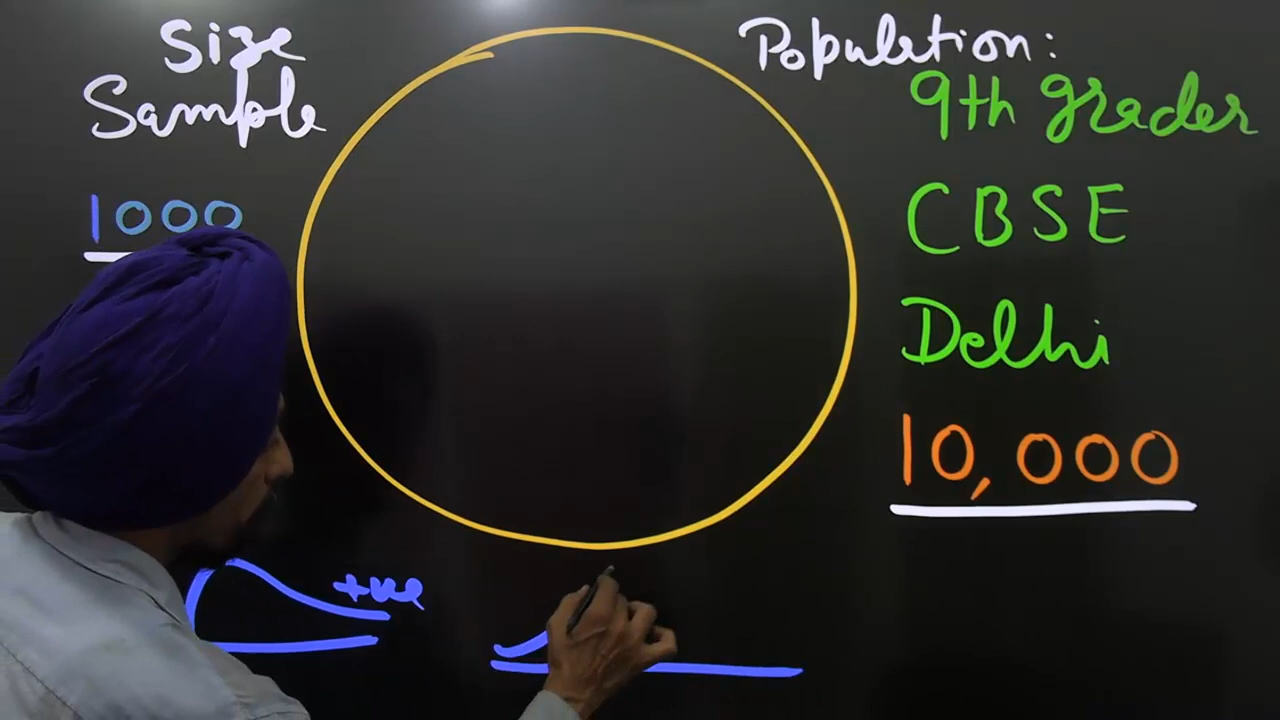 Size
Sample
1000
Population:
9th grader
CBSE
Delhi
10,000
+ve